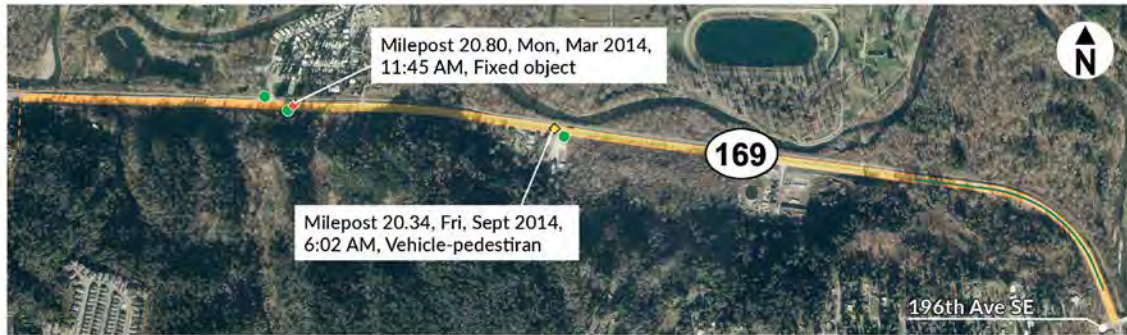 Milepost 20.80, Mon, Mar 2014,
11:45 AM, Fixed object
N
169
Milepost 20.34, Fri, Sept 2014,
6:02 AM, Vehicle-pedestiran
196th Ave SE